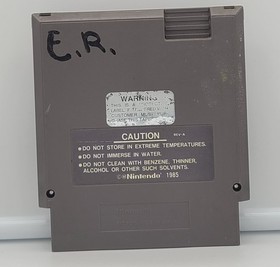 E.R.
WARNING
CAUTION REV-A
• DO NOT STORE IN EXTREME TEMPERATURES.
• DO NOT IMMERSE IN WATER.
• DO NOT CLEAN WITH BENZENE, THINNER,
ALCOHOL OR OTHER SUCH SOLVENTS.
©®Nintendo® 1985